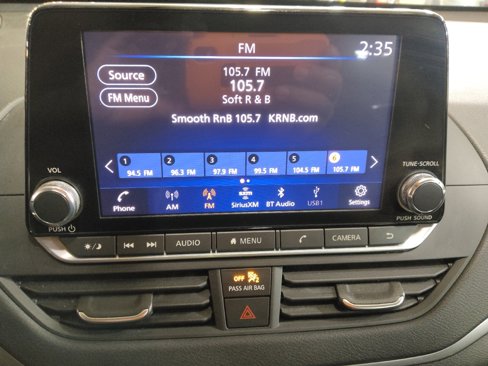 FM 2:35
Source
105.7 FM
FM Menu
105.7
Soft R & B
Smooth RnB 105.7 KRNB.com
1 2 3 4 5 6
94.5 FM 96.3 FM 97.9 FM 99.5 FM 104.5 FM 105.7 FM
Phone AM FM SiriusXM BT Audio USB1 Settings
VOL
TUNE·SCROLL
PUSH
PUSH SOUND
AUDIO MENU CAMERA
OFF
PASS AIR BAG